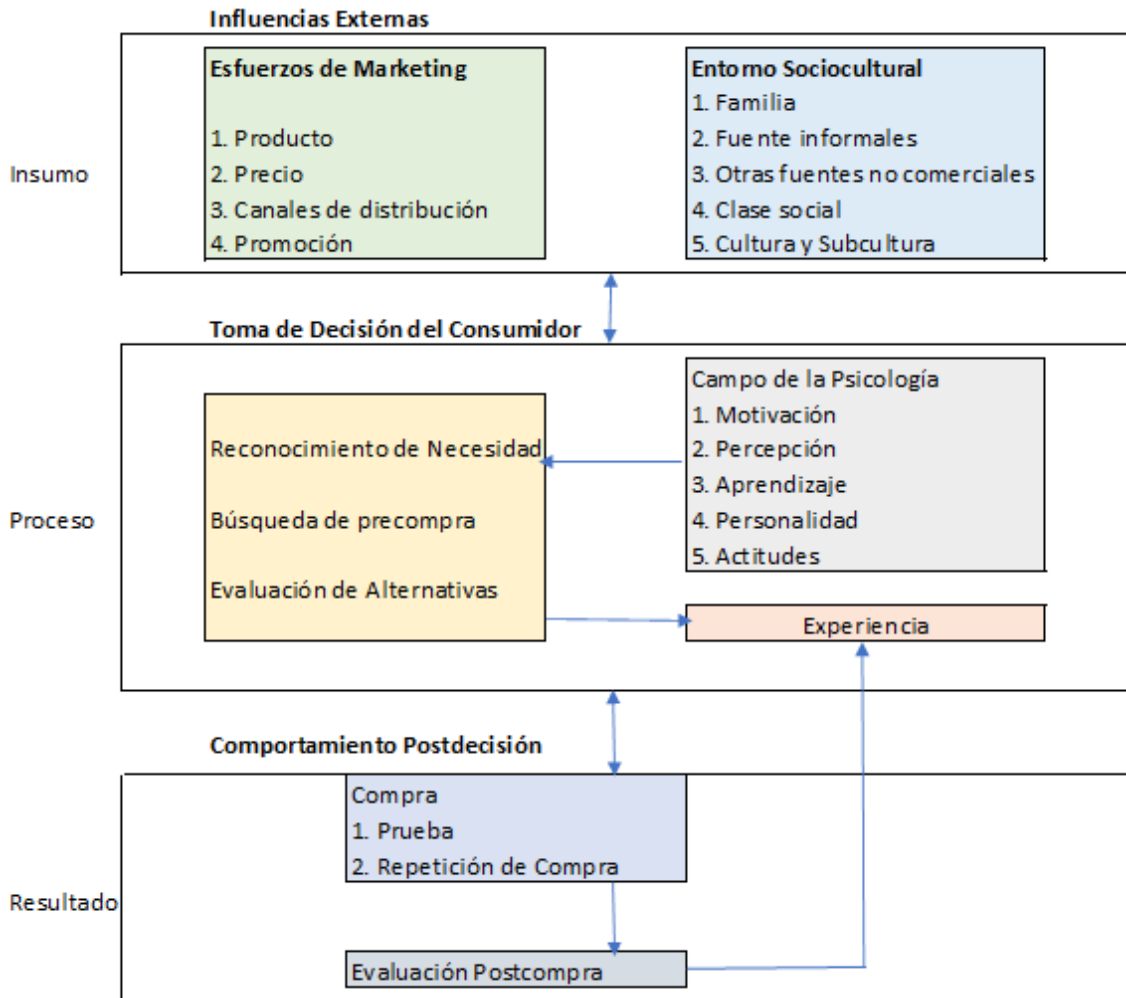 Influencias Externas
Insumo
Esfuerzos de Marketing
1. Producto
2. Precio
3. Canales de distribución
4. Promoción
Entorno Sociocultural
1. Familia
2. Fuente informales
3. Otras fuentes no comerciales
4. Clase social
5. Cultura y Subcultura
Toma de Decisión del Consumidor
Proceso
Reconocimiento de Necesidad
Búsqueda de precompra
Evaluación de Alternativas
Campo de la Psicología
1. Motivación
2. Percepción
3. Aprendizaje
4. Personalidad
5. Actitudes
Experiencia
Comportamiento Postdecisión
Resultado
Compra
1. Prueba
2. Repetición de Compra
Evaluación Postcompra